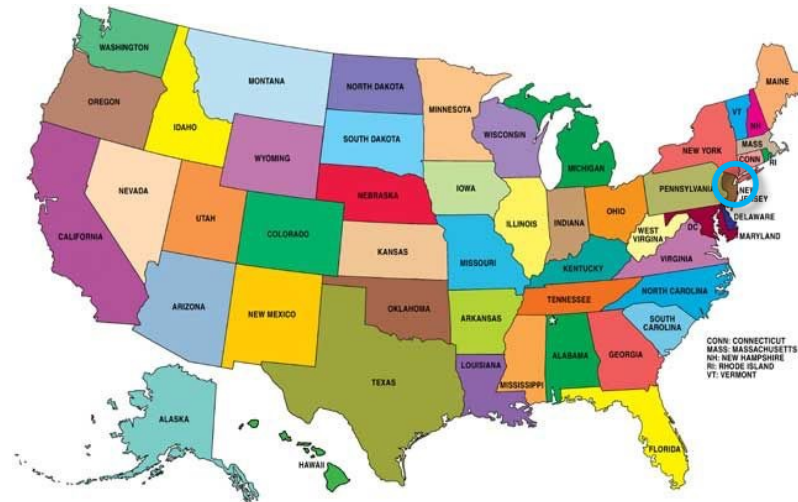 WASHINGTON
OREGON
CALIFORNIA
IDAHO
NEVADA
MONTANA
WYOMING
UTAH
COLORADO
ARIZONA
NEW MEXICO
NORTH DAKOTA
SOUTH DAKOTA
NEBRASKA
KANSAS
OKLAHOMA
TEXAS
MINNESOTA
IOWA
MISSOURI
ARKANSAS
LOUISIANA
WISCONSIN
ILLINOIS
MICHIGAN
INDIANA
OHIO
KENTUCKY
TENNESSEE
MISSISSIPPI
ALABAMA
GEORGIA
FLORIDA
SOUTH
CAROLINA
NORTH CAROLINA
VIRGINIA
WEST
VIRGINA
DC
MARYLAND
DELAWARE
NEW
JERSEY
PENNSYLVANIA
NEW YORK
CONN
RI
MASS
VT
NH
MAINE
ALASKA
HAWAII
CONN: CONNECTICUT
MASS: MASSACHUSETTS
NH: NEW HAMPSHIRE
RI: RHODE ISLAND
VT: VERMONT